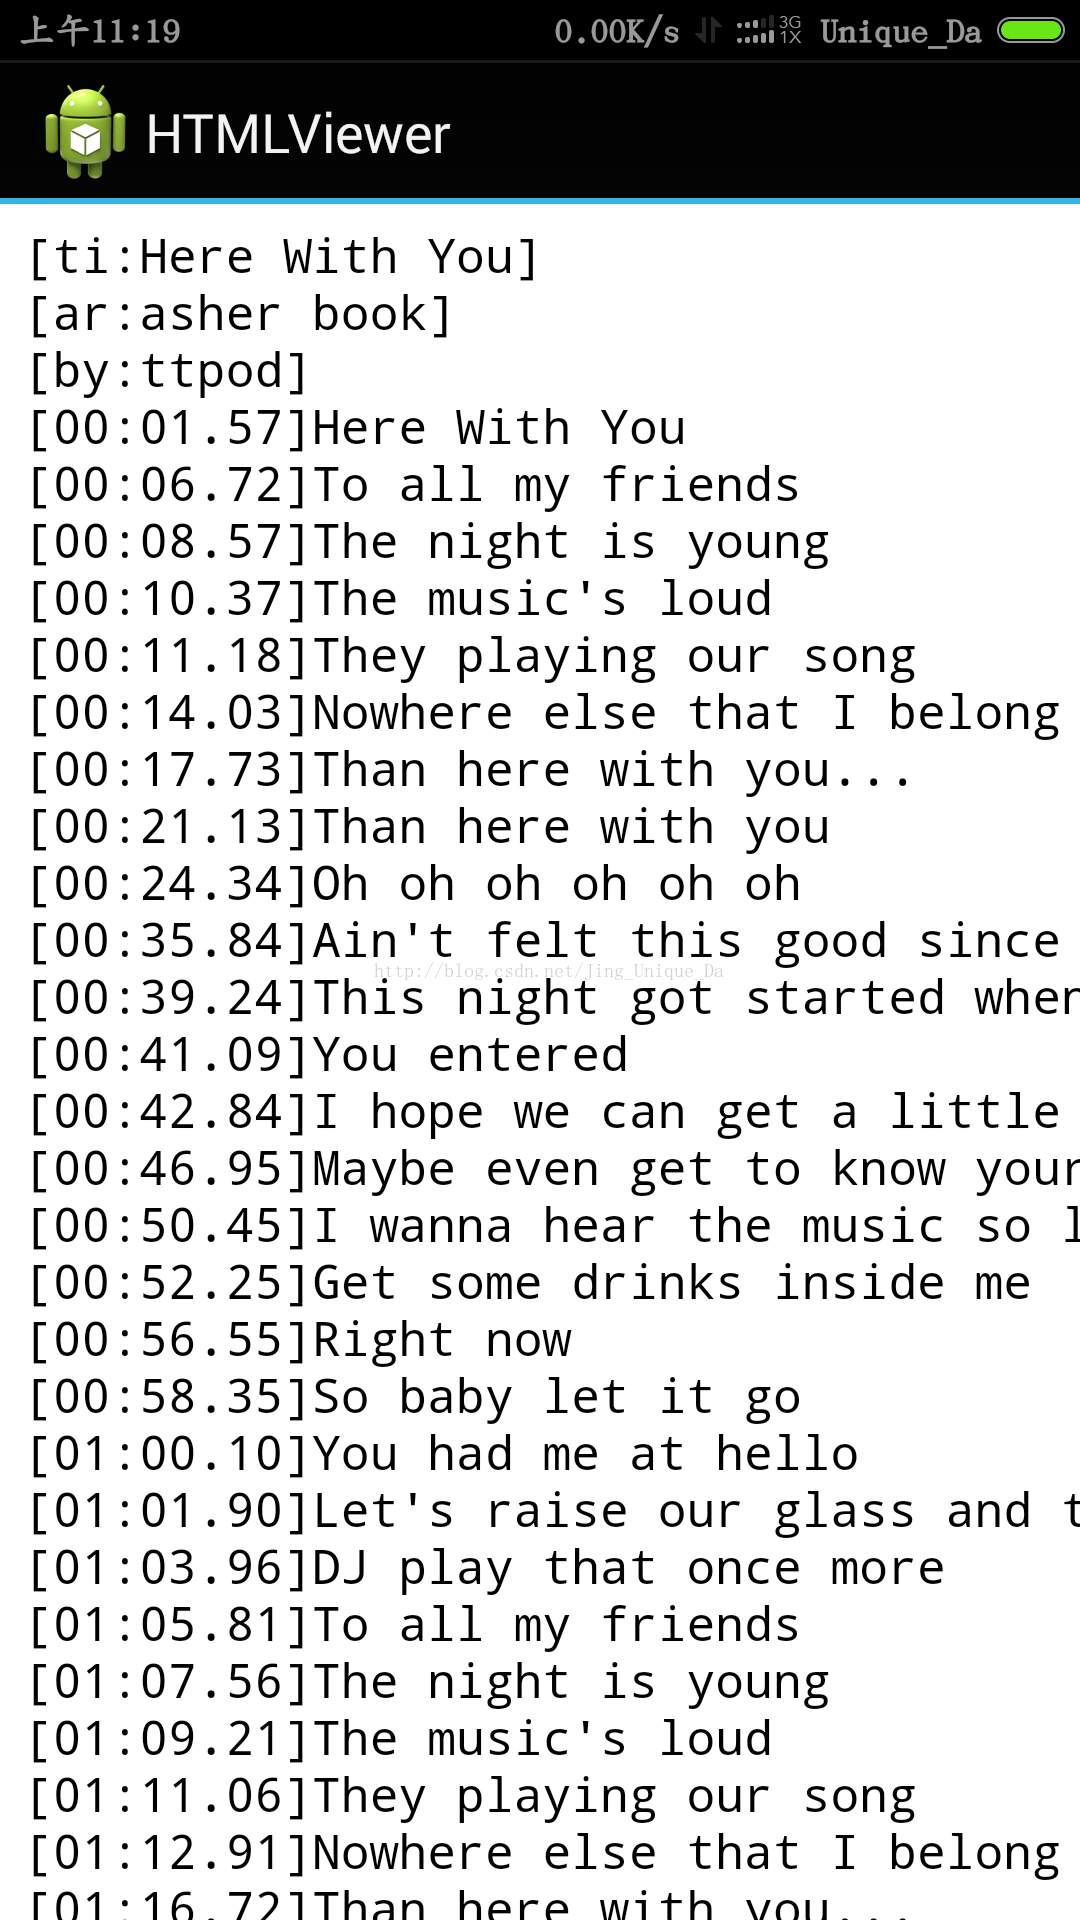 上午11:19 0.00K/s 3G 1X Unique_Da
HTMLViewer
[ti:Here With You]
[ar:asher book]
[by:ttpod]
[00:01.57]Here With You
[00:06.72]To all my friends
[00:08.57]The night is young
[00:10.37]The music's loud
[00:11.18]They playing our song
[00:14.03]Nowhere else that I belong
[00:17.73]Than here with you...
[00:21.13]Than here with you
[00:24.34]Oh oh oh oh oh oh
[00:35.84]Ain't felt this good since
http://blog.csdn.net/Jing_Unique_Da
[00:39.24]This night got started when
[00:41.09]You entered
[00:42.84]I hope we can get a little
[00:46.95]Maybe even get to know your
[00:50.45]I wanna hear the music so l
[00:52.25]Get some drinks inside me
[00:56.55]Right now
[00:58.35]So baby let it go
[01:00.10]You had me at hello
[01:01.90]Let's raise our glass and t
[01:03.96]DJ play that once more
[01:05.81]To all my friends
[01:07.56]The night is young
[01:09.21]The music's loud
[01:11.06]They playing our song
[01:12.91]Nowhere else that I belong
[01:16.72]Than here with you...